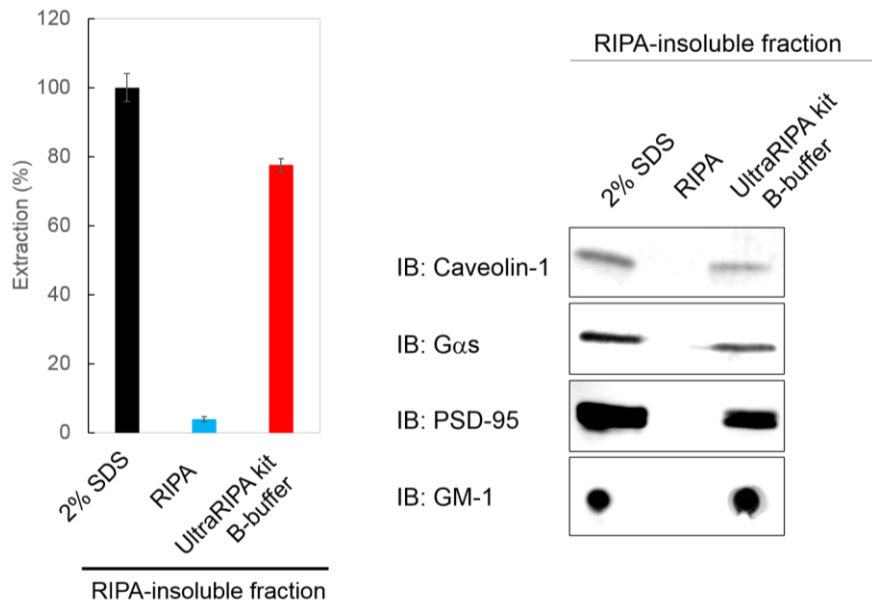 120
100
80
60
40
20
0
Extraction (%)
2% SDS
RIPA
UltraRIPA kit
B-buffer
RIPA-insoluble fraction
RIPA-insoluble fraction
2% SDS
RIPA
UltraRIPA kit
B-buffer
IB: Caveolin-1
IB: Gαs
IB: PSD-95
IB: GM-1